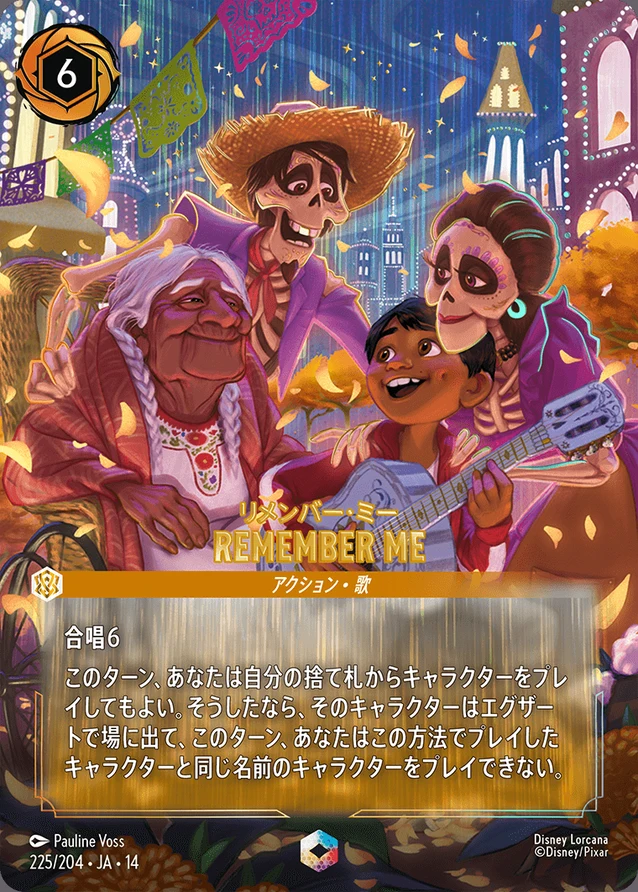 6
リメンバー・ミー
REMEMBER ME
アクション・歌
合唱6
このターン、あなたは自分の捨て札からキャラクターをプレ
イしてもよい。そうしたなら、そのキャラクターはエグザー
トで場に出て、このターン、あなたはこの方法でプレイした
キャラクターと同じ名前のキャラクターをプレイできない。
Pauline Voss
225/204・JA・14
Disney Lorcana
©Disney/Pixar